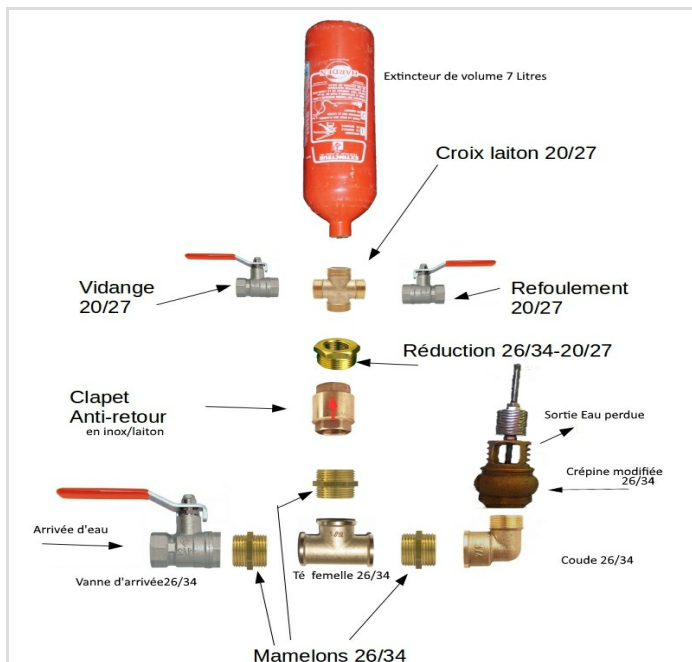 Extincteur de volume 7 Litres
HARDEN
EXTINCTEUR
Croix laiton 20/27
Vidange
20/27
Refoulement
20/27
Réduction 26/34-20/27
Clapet
Anti-retour
en inox/laiton
Sortie Eau perdue
Crépine modifiée
26/34
Arrivée d'eau
Vanne d'arrivée26/34
Té femelle 26/34
Coude 26/34
Mamelons 26/34